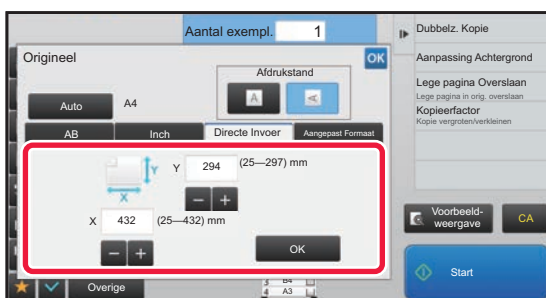 Aantal exempl. 1
Origineel
OK
Afdrukstand
Auto
A4
A
A
AB
Inch
Directe Invoer
Aangepast Formaat
Y
Y 294 (25—297) mm
X
X 432 (25—432) mm
OK
Overige
3 B4
4 A3
Dubbelz. Kopie
Aanpassing Achtergrond
Lege pagina Overslaan
Lege pagina in orig. overslaan
Kopieerfactor
Kopie vergroten/verkleinen
Voorbeeld-
weergave
CA
Start